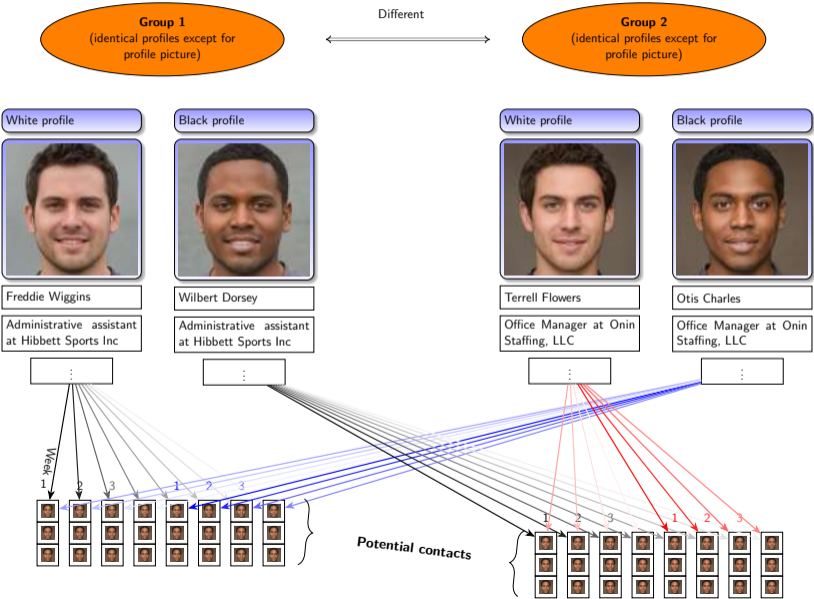 Different
Group 1
(identical profiles except for
profile picture)
Group 2
(identical profiles except for
profile picture)
White profile
Black profile
White profile
Black profile
Freddie Wiggins
Wilbert Dorsey
Terrell Flowers
Otis Charles
Administrative assistant
at Hibbett Sports Inc
Administrative assistant
at Hibbett Sports Inc
Office Manager at Onin
Staffing, LLC
Office Manager at Onin
Staffing, LLC
⋮
⋮
⋮
⋮
Week
1 2 3 1 2 3
1 2 3 1 2 3
Potential contacts